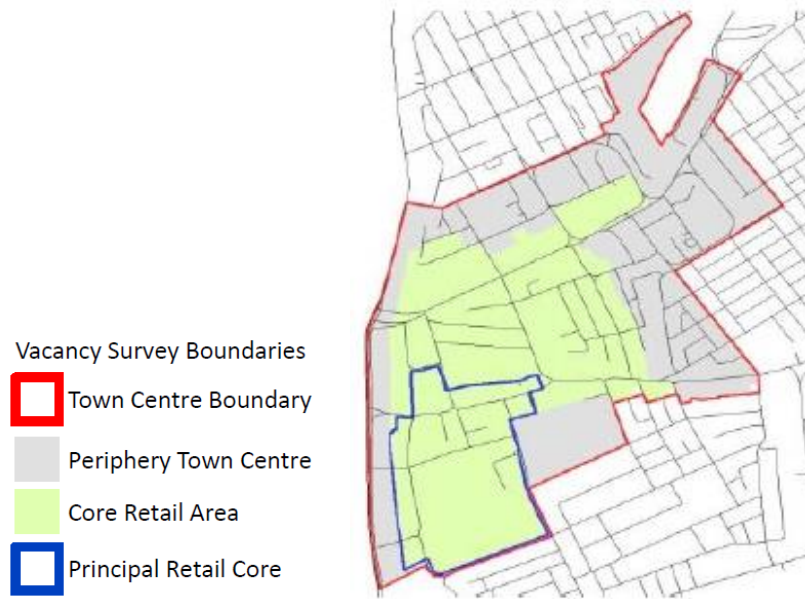 Vacancy Survey Boundaries
Town Centre Boundary
Periphery Town Centre
Core Retail Area
Principal Retail Core